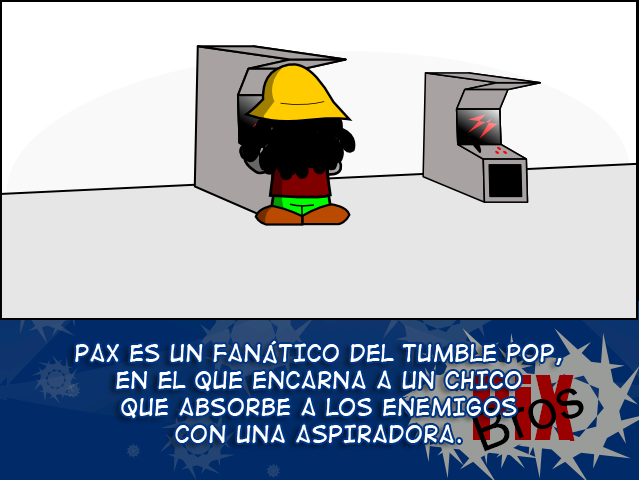 PAX ES UN FANÁTICO DEL TUMBLE POP,
EN EL QUE ENCARNA A UN CHICO
QUE ABSORBE A LOS ENEMIGOS
CON UNA ASPIRADORA.
Bros